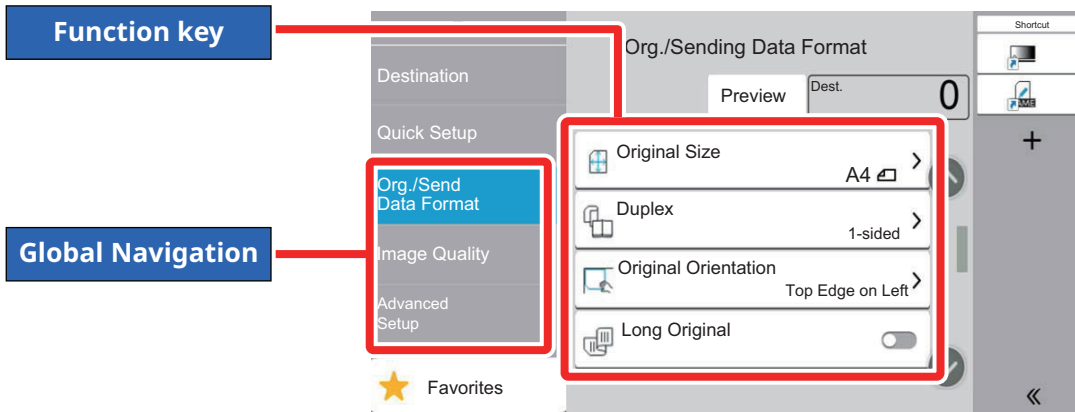 Function key
Global Navigation
Destination
Quick Setup
Org./Send
Data Format
Image Quality
Advanced
Setup
Favorites
Org./Sending Data Format
Preview
Dest.
0
Original Size
A4
Duplex
1-sided
Original Orientation
Top Edge on Left
Long Original
Shortcut
+